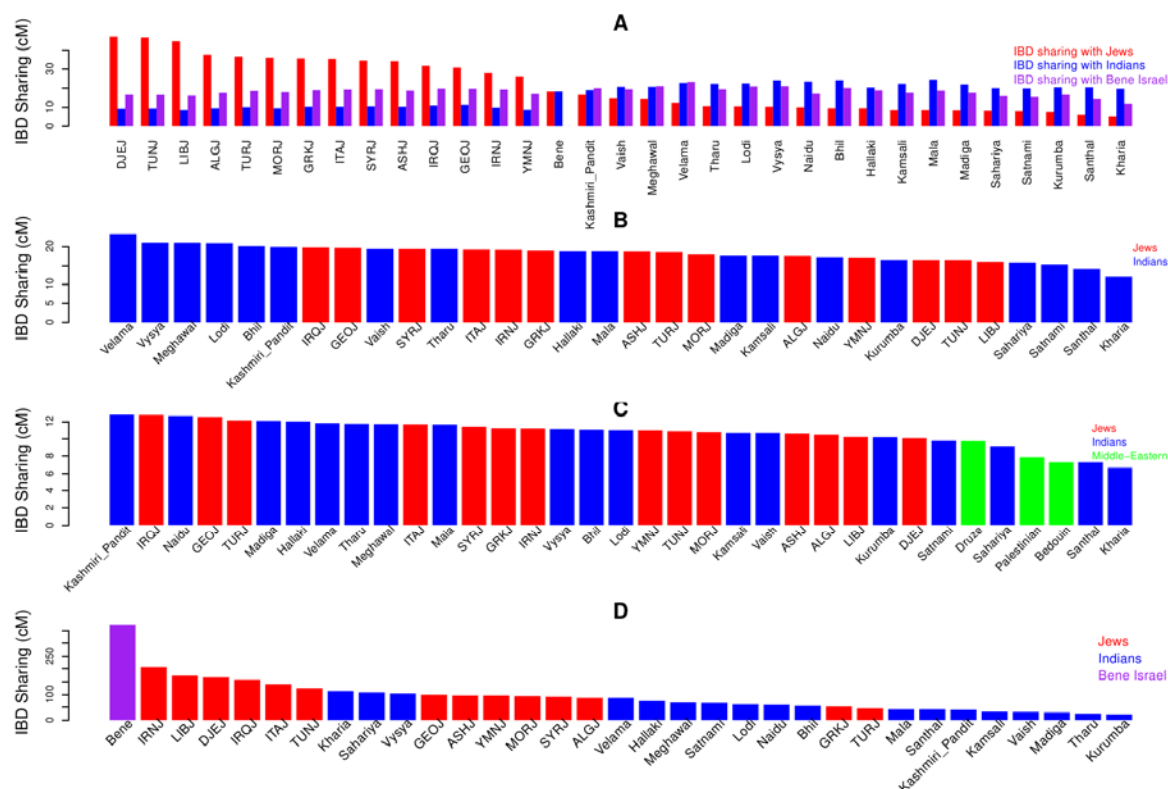 A
IBD Sharing (cM)
10
30
IBD sharing with Jews
IBD sharing with Indians
IBD sharing with Bene Israel
DJEJ TUNJ LIBJ ALGJ TURJ MORJ GRKJ ITAJ SYRJ ASHJ IRQJ GEOJ IRNJ YMNJ Bene Kashmiri_Pandit Vaish Meghawal Velama Tharu Lodi Vysya Naidu Bhil Hallaki Kamsali Mala Madiga Sahariya Satnami Kurumba Santhal Kharia
B
IBD Sharing (cM)
0 5 10 20
Jews
Indians
Velama Vysya Meghawal Lodi Bhil Kashmiri_Pandit IRQJ GEOJ Vaish SYRJ Tharu ITAJ IRNJ GRKJ Hallaki Mala ASHJ TURJ MORJ Madiga Kamsali ALGJ Naidu YMNJ Kurumba DJEJ TUNJ LIBJ Sahariya Satnami Santhal Kharia
C
IBD Sharing (cM)
0 2 4 6 8 12
Jews
Indians
Middle-Eastern
Kashmiri_Pandit IRQJ Naidu GEOJ TURJ Madiga Hallaki Velama Tharu Meghawal ITAJ Mala SYRJ GRKJ IRNJ Vysya Bhil Lodi YMNJ TUNJ MORJ Kamsali Vaish ASHJ ALGJ LIBJ Kurumba DJEJ Satnami Druze Sahariya Palestinian Bedouin Santhal Kharia
D
IBD Sharing (cM)
0 100 250
Jews
Indians
Bene Israel
Bene IRNJ LIBJ DJEJ IRQJ ITAJ TUNJ Kharia Sahariya Vysya GEOJ ASHJ YMNJ MORJ SYRJ ALGJ Velama Hallaki Meghawal Satnami Lodi Naidu Bhil GRKJ TURJ Mala Santhal Kashmiri_Pandit Kamsali Vaish Madiga Tharu Kurumba